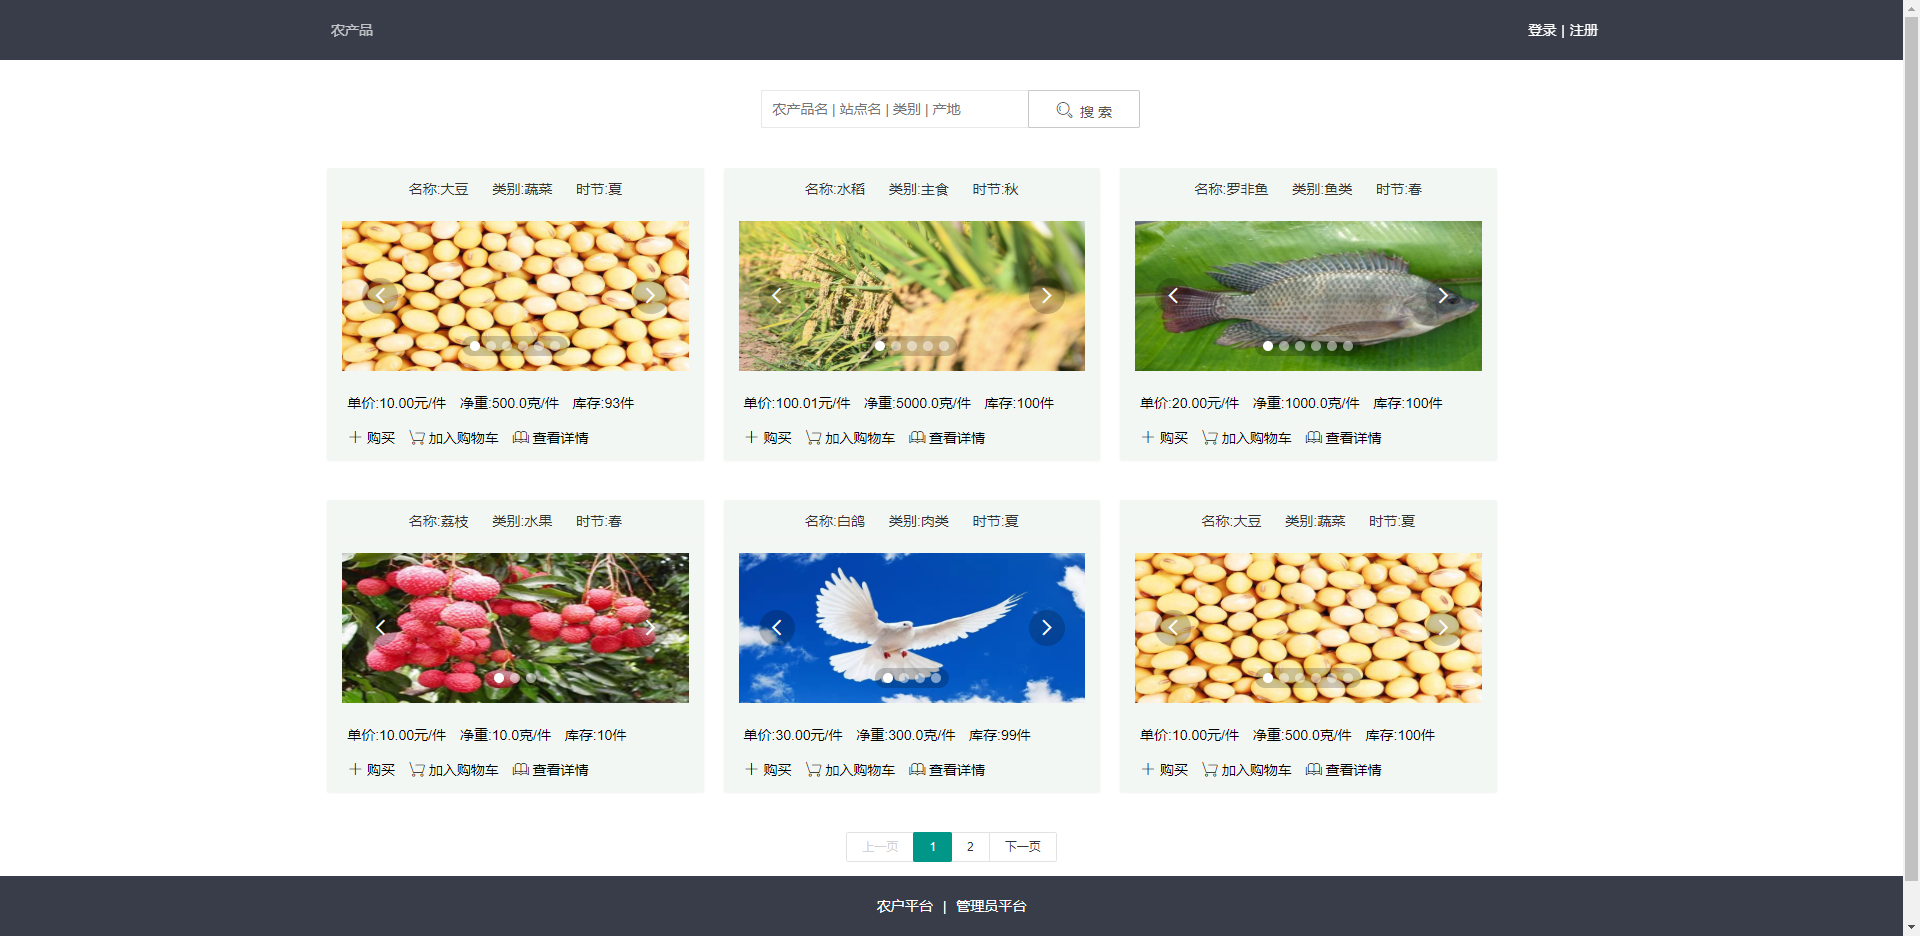 农产品
登录 | 注册
农产品名 | 站点名 | 类别 | 产地
搜 索
名称:大豆 类别:蔬菜 时节:夏
单价:10.00元/件 净重:500.0克/件 库存:93件
购买 加入购物车 查看详情
名称:水稻 类别:主食 时节:秋
单价:100.01元/件 净重:5000.0克/件 库存:100件
购买 加入购物车 查看详情
名称:罗非鱼 类别:鱼类 时节:春
单价:20.00元/件 净重:1000.0克/件 库存:100件
购买 加入购物车 查看详情
名称:荔枝 类别:水果 时节:春
单价:10.00元/件 净重:10.0克/件 库存:10件
购买 加入购物车 查看详情
名称:白鸽 类别:肉类 时节:夏
单价:30.00元/件 净重:300.0克/件 库存:99件
购买 加入购物车 查看详情
名称:大豆 类别:蔬菜 时节:夏
单价:10.00元/件 净重:500.0克/件 库存:100件
购买 加入购物车 查看详情
上一页 1 2 下一页
农户平台 | 管理员平台